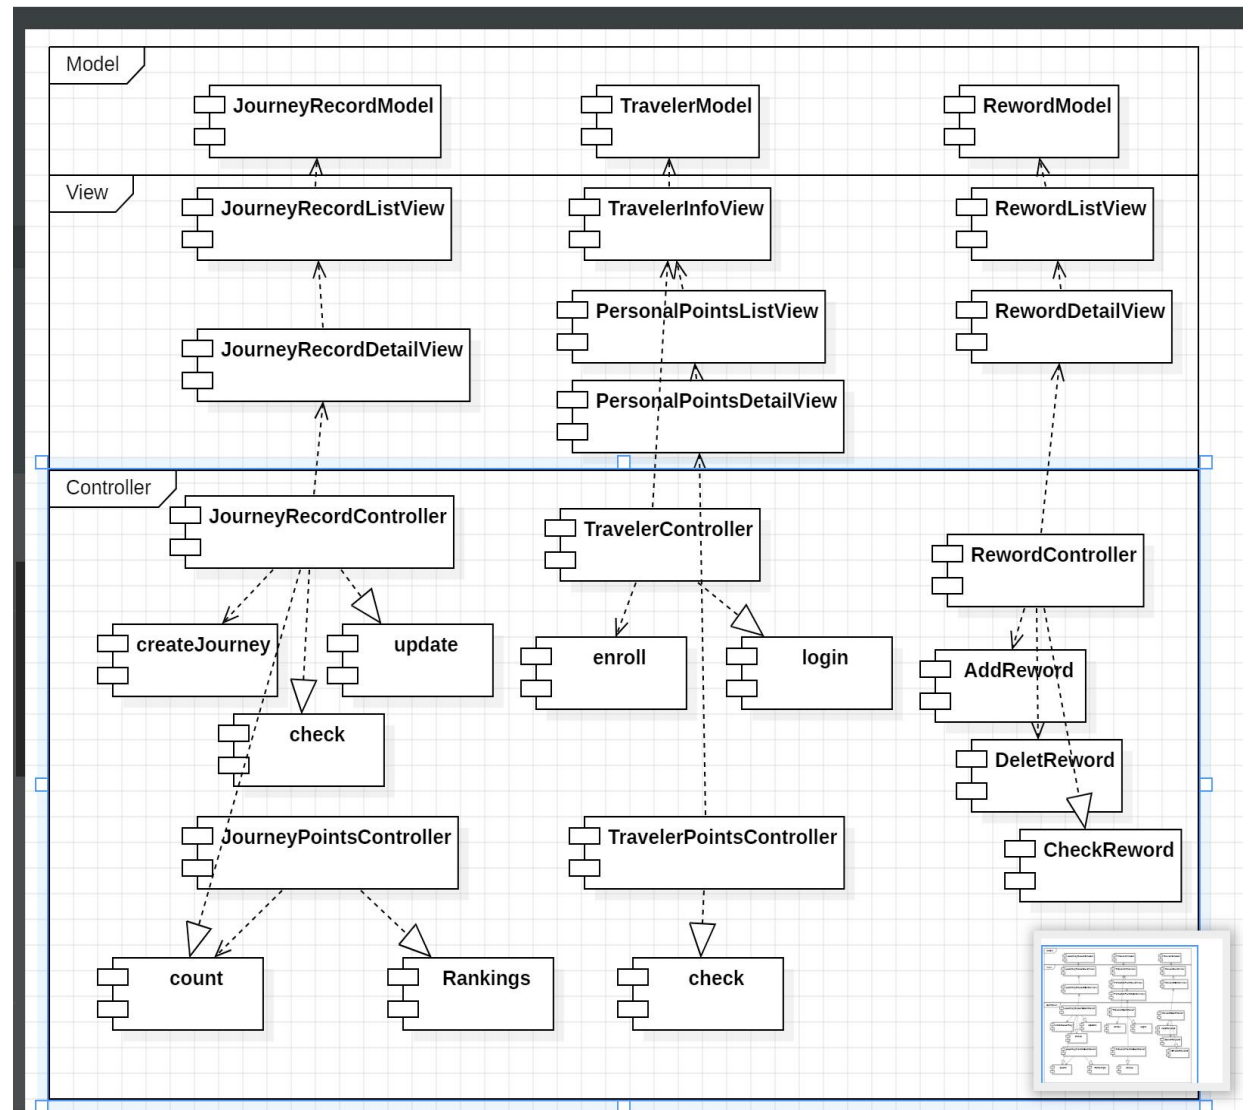 Model
JourneyRecordModel
TravelerModel
RewordModel
View
JourneyRecordListView
TravelerInfoView
RewordListView
PersonalPointsListView
RewordDetailView
JourneyRecordDetailView
PersonalPointsDetailView
Controller
JourneyRecordController
TravelerController
RewordController
createJourney
update
enroll
login
AddReword
check
DeletReword
JourneyPointsController
TravelerPointsController
CheckReword
count
Rankings
check